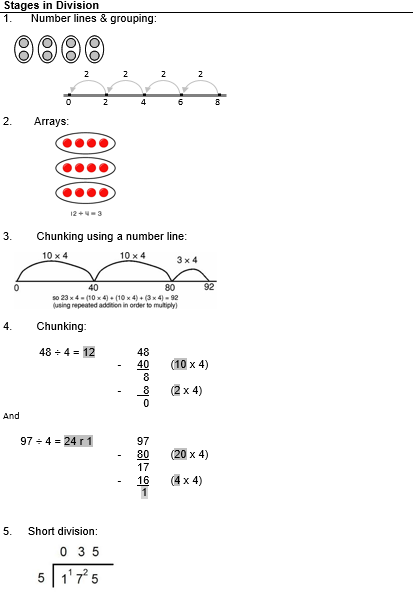 Stages in Division
1. Number lines & grouping:
2 2 2 2
0 2 4 6 8
2. Arrays:
12 ÷ 4 = 3
3. Chunking using a number line:
10 x 4 10 x 4 3 x 4
0 40 80 92
so 23 x 4 = (10 x 4) + (10 x 4) + (3 x 4) = 92
(using repeated addition in order to multiply)
4. Chunking:
48 ÷ 4 = 12 48
- 40 (10 x 4)
8
- 8 (2 x 4)
0
And
97 ÷ 4 = 24 r 1 97
- 80 (20 x 4)
17
- 16 (4 x 4)
1
5. Short division:
0 3 5
5 1 ¹7 ²5